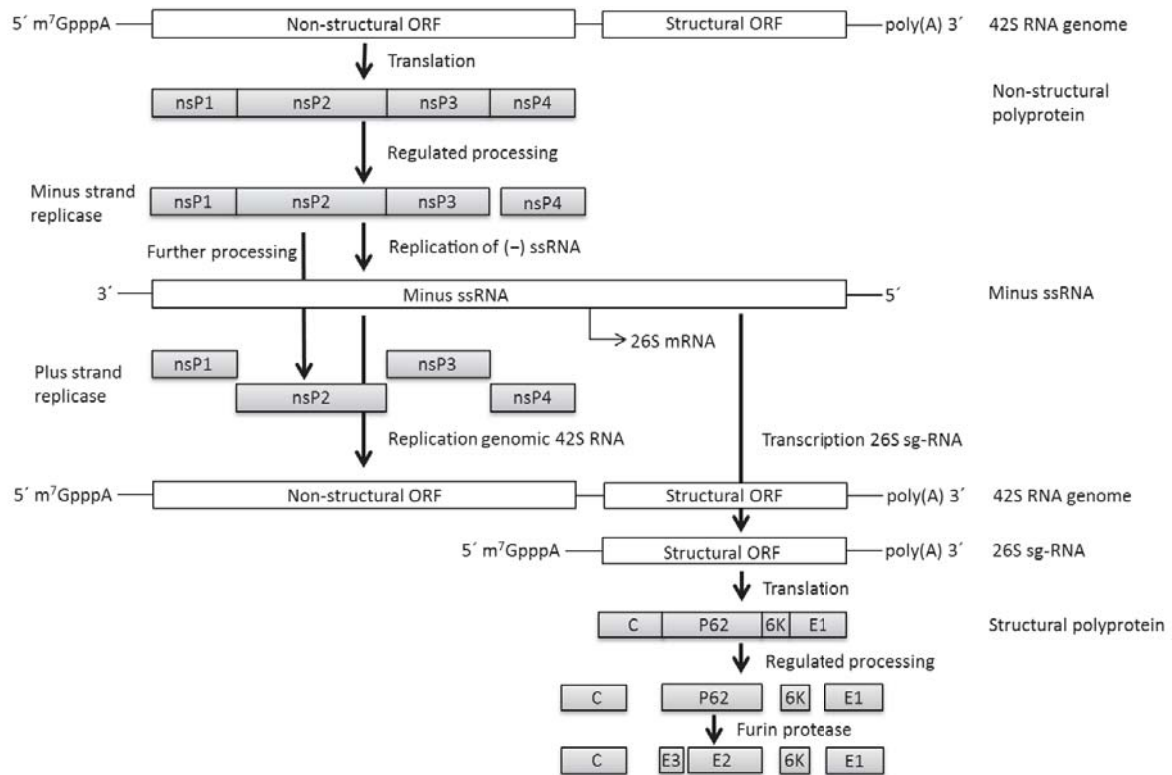 5´ m⁷GpppA Non-structural ORF Structural ORF poly(A) 3´ 42S RNA genome
Translation
nsP1 nsP2 nsP3 nsP4 Non-structural
polyprotein
Regulated processing
Minus strand
replicase
nsP1 nsP2 nsP3 nsP4
Further processing
Replication of (−) ssRNA
3´ Minus ssRNA 5´ Minus ssRNA
26S mRNA
nsP1 nsP3
Plus strand
replicase
nsP2 nsP4
Replication genomic 42S RNA
Transcription 26S sg-RNA
5´ m⁷GpppA Non-structural ORF Structural ORF poly(A) 3´ 42S RNA genome
5´ m⁷GpppA Structural ORF poly(A) 3´ 26S sg-RNA
Translation
C P62 6K E1 Structural polyprotein
Regulated processing
C P62 6K E1
Furin protease
C E3 E2 6K E1